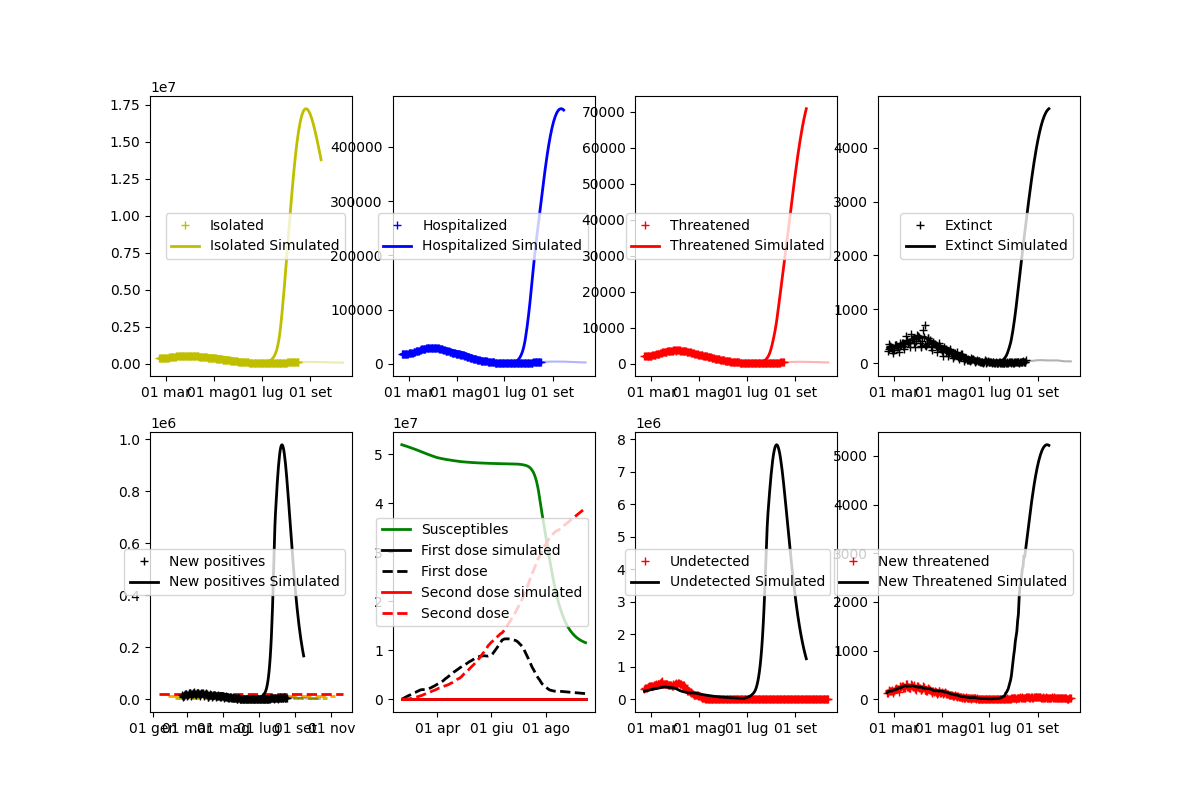 1e7
1.75
1.50
1.25
1.00
0.75
0.50
0.25
0.00
Isolated
Isolated Simulated
01 mar
01 mag
01 lug
01 set
400000
300000
200000
100000
0
Hospitalized
Hospitalized Simulated
01 mar
01 mag
01 lug
01 set
70000
60000
50000
40000
30000
20000
10000
0
Threatened
Threatened Simulated
01 mar
01 mag
01 lug
01 set
4000
3000
2000
1000
0
Extinct
Extinct Simulated
01 mar
01 mag
01 lug
01 set
1e6
1.0
0.8
0.6
0.4
0.2
0.0
New positives
New positives Simulated
01 gen
01 mar
01 mag
01 lug
01 set
01 nov
1e7
5
4
3
2
1
0
Susceptibles
First dose simulated
First dose
Second dose simulated
Second dose
01 apr
01 giu
01 ago
1e6
8
7
6
5
4
3
2
1
0
Undetected
Undetected Simulated
01 mar
01 mag
01 lug
01 set
5000
4000
3000
2000
1000
0
New threatened
New Threatened Simulated
01 mar
01 mag
01 lug
01 set